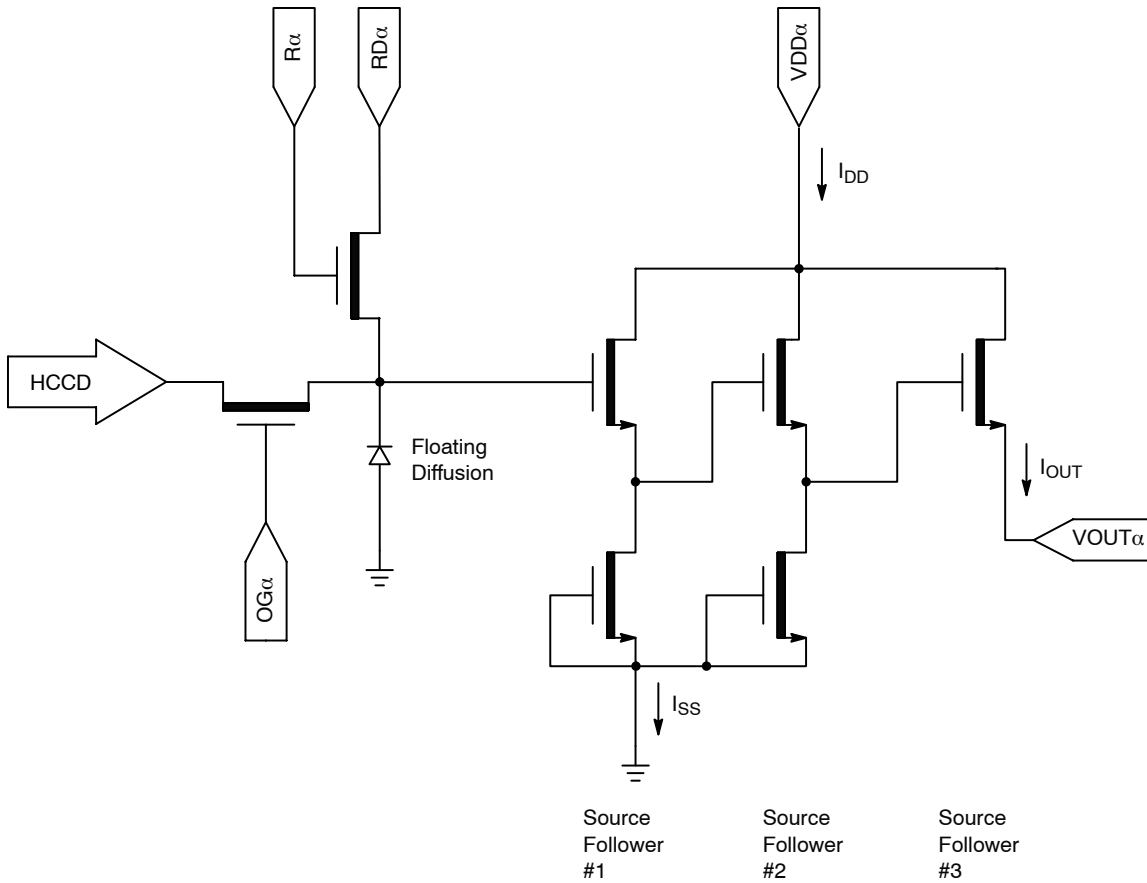 Rα
RDα
VDDα
IDD
HCCD
Floating
Diffusion
IOUT
VOUTα
OGα
ISS
Source
Follower
#1
Source
Follower
#2
Source
Follower
#3